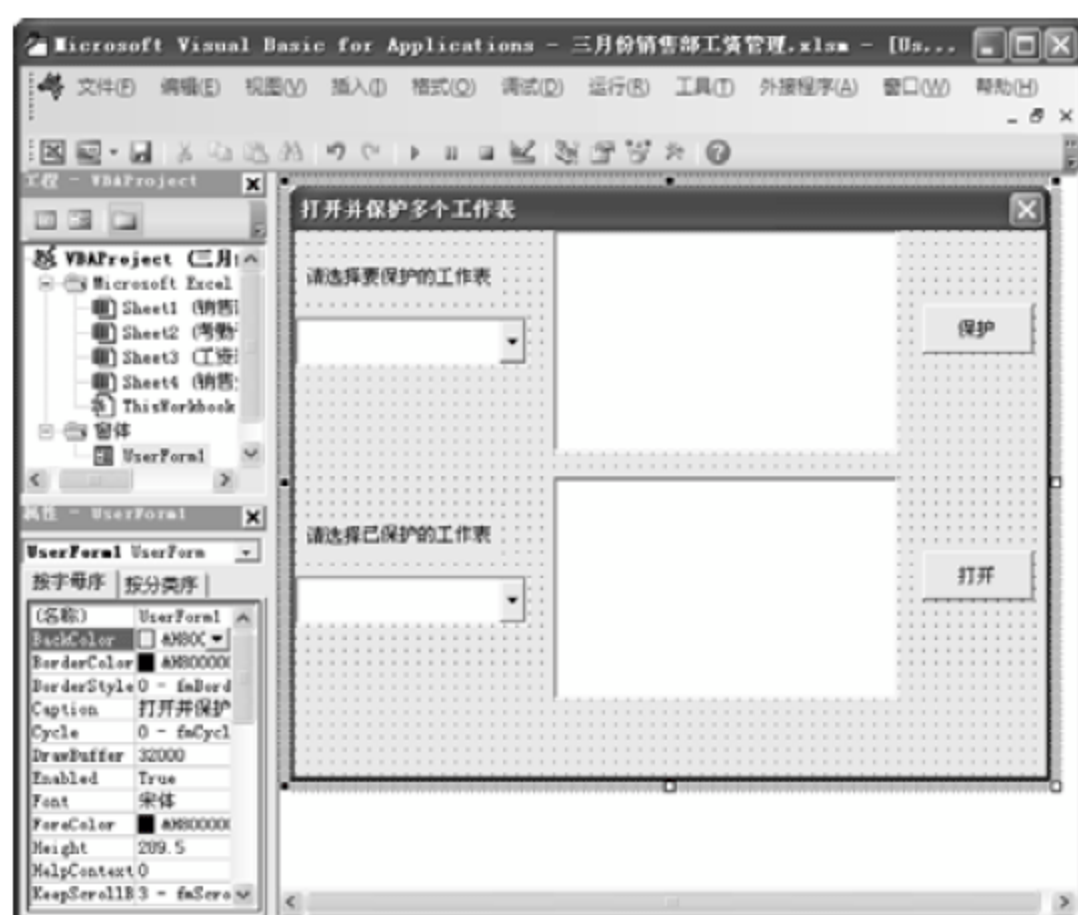 Microsoft Visual Basic for Applications - 三月份销售部工资管理.xlsm - [Us...
文件(F) 编辑(E) 视图(V) 插入(I) 格式(O) 调试(D) 运行(R) 工具(T) 外接程序(A) 窗口(W) 帮助(H)
工程 - VBAProject
VBAProject (三月
Microsoft Excel
Sheet1 (销售
Sheet2 (考勤
Sheet3 (工资
Sheet4 (销售
ThisWorkbook
窗体
UserForm1
属性 - UserForm1
UserForm1 UserForm
按字母序 按分类序
(名称) UserForm1
BackColor &H80C
BorderColor &H800000
BorderStyle 0 - fmBord
Caption 打开并保护
Cycle 0 - fmCycl
DrawBuffer 32000
Enabled True
Font 宋体
ForeColor &H800000
Height 289.5
HelpContext 0
KeepScrollB 3 - fmScro
打开并保护多个工作表
请选择要保护的工作表
保护
请选择已保护的工作表
打开